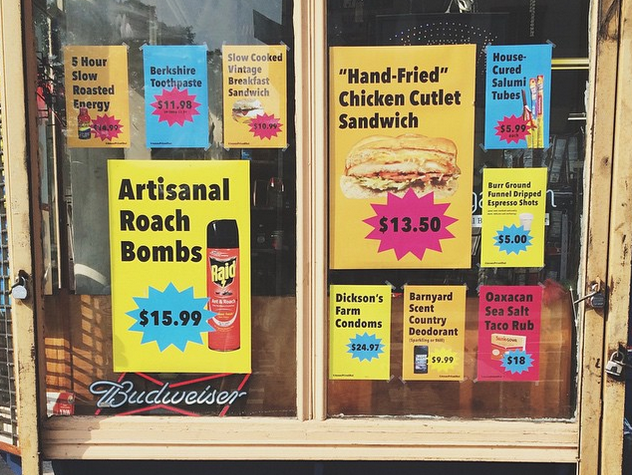 5 Hour
Slow
Roasted
Energy
Berkshire
Toothpaste
$11.98
Slow Cooked
Vintage
Breakfast
Sandwich
$10.99
Artisanal
Roach
Bombs
Raid
Ant & Roach
$15.99
Budweiser
"Hand-Fried"
Chicken Cutlet
Sandwich
$13.50
House-
Cured
Salumi
Tubes
$5.99
each
Burr Ground
Funnel Dripped
Espresso Shots
$5.00
Dickson's
Farm
Condoms
$24.97
Barnyard
Scent
Country
Deodorant
$9.99
Oaxacan
Sea Salt
Taco Rub
$18